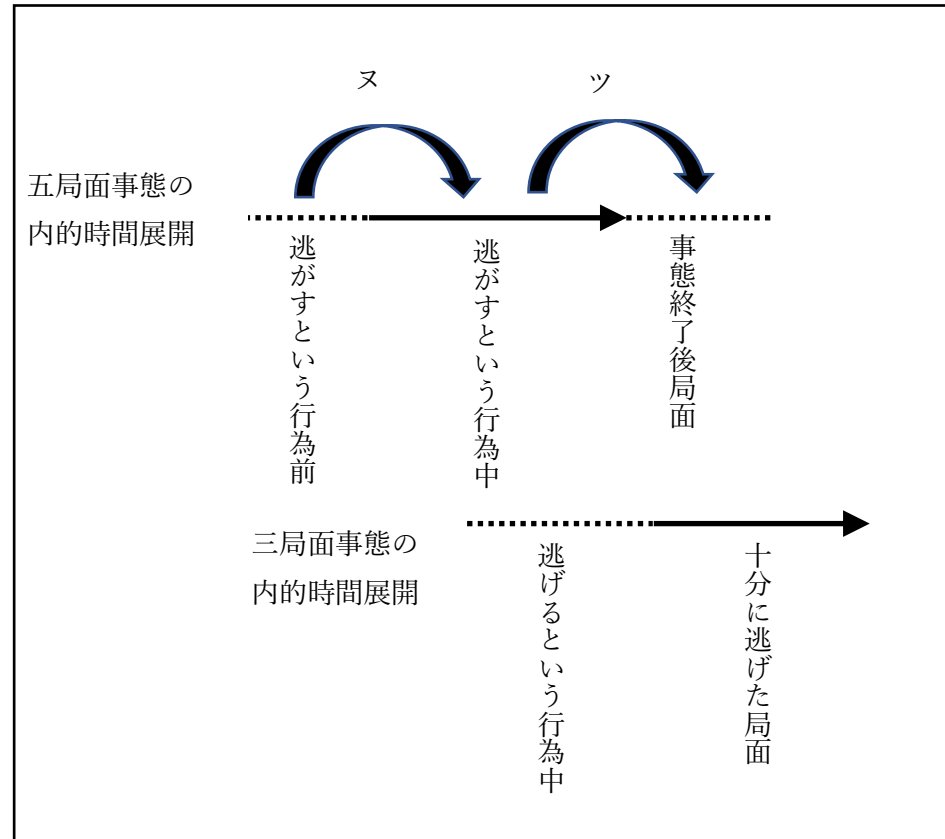 ヌ
ツ
五局面事態の
内的時間展開
逃がすという行為前
逃がすという行為中
事態終了後局面
三局面事態の
内的時間展開
逃げるという行為中
十分に逃げた局面